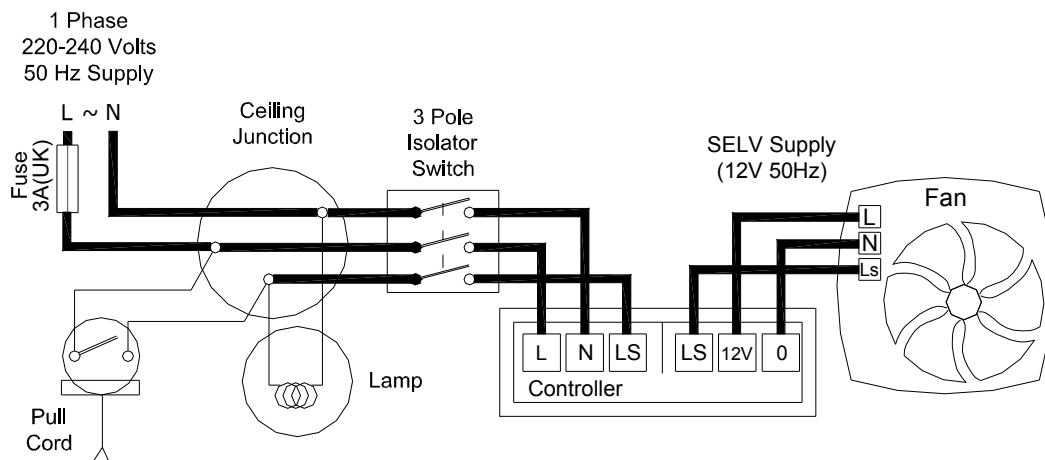 1 Phase
220-240 Volts
50 Hz Supply
L ~ N
Fuse
3A(UK)
Ceiling
Junction
3 Pole
Isolator
Switch
SELV Supply
(12V 50Hz)
Fan
L
N
Ls
L N LS LS 12V 0
Controller
Lamp
Pull
Cord